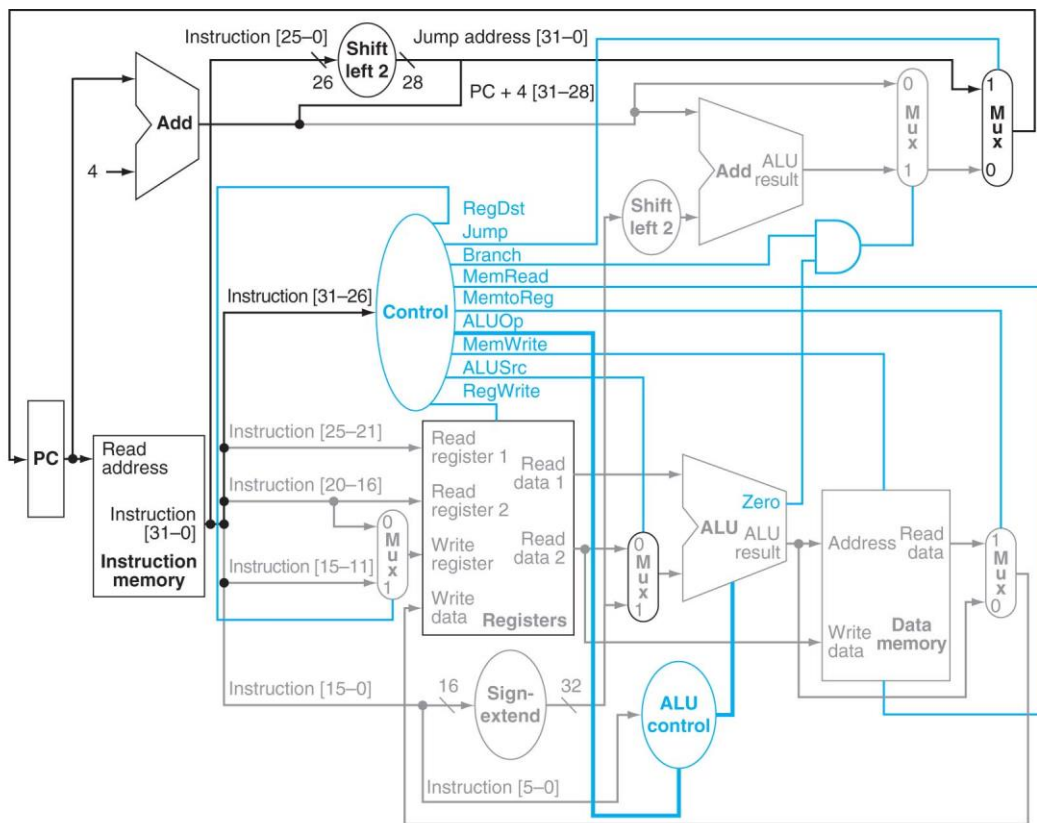 Instruction [25–0]
Shift
left 2
Jump address [31–0]
26
28
PC + 4 [31–28]
Add
4
0
M
u
x
1
1
M
u
x
0
Add
ALU
result
Shift
left 2
RegDst
Jump
Branch
MemRead
MemtoReg
ALUOp
MemWrite
ALUSrc
RegWrite
Instruction [31–26]
Control
PC
Read
address
Instruction
[31–0]
Instruction
memory
Instruction [25–21]
Instruction [20–16]
Instruction [15–11]
0
M
u
x
1
Read
register 1
Read
register 2
Write
register
Write
data
Read
data 1
Read
data 2
Registers
0
M
u
x
1
Zero
ALU
ALU
result
Address
Read
data
Write
data
Data
memory
1
M
u
x
0
Instruction [15–0]
16
Sign-
extend
32
ALU
control
Instruction [5–0]